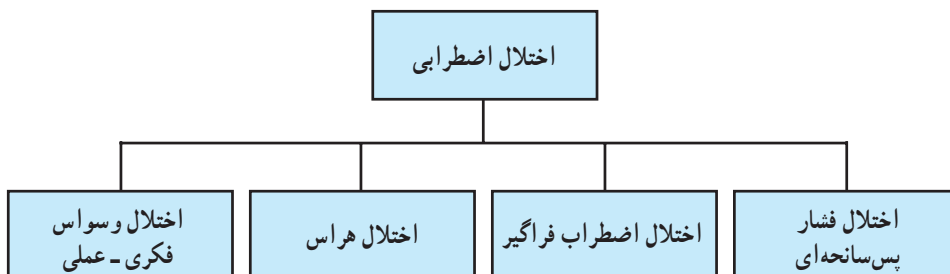 اختلال اضطرابی
اختلال فشار
پس‌سانحه‌ای
اختلال اضطراب فراگیر
اختلال هراس
اختلال وسواس
فکری ـ عملی